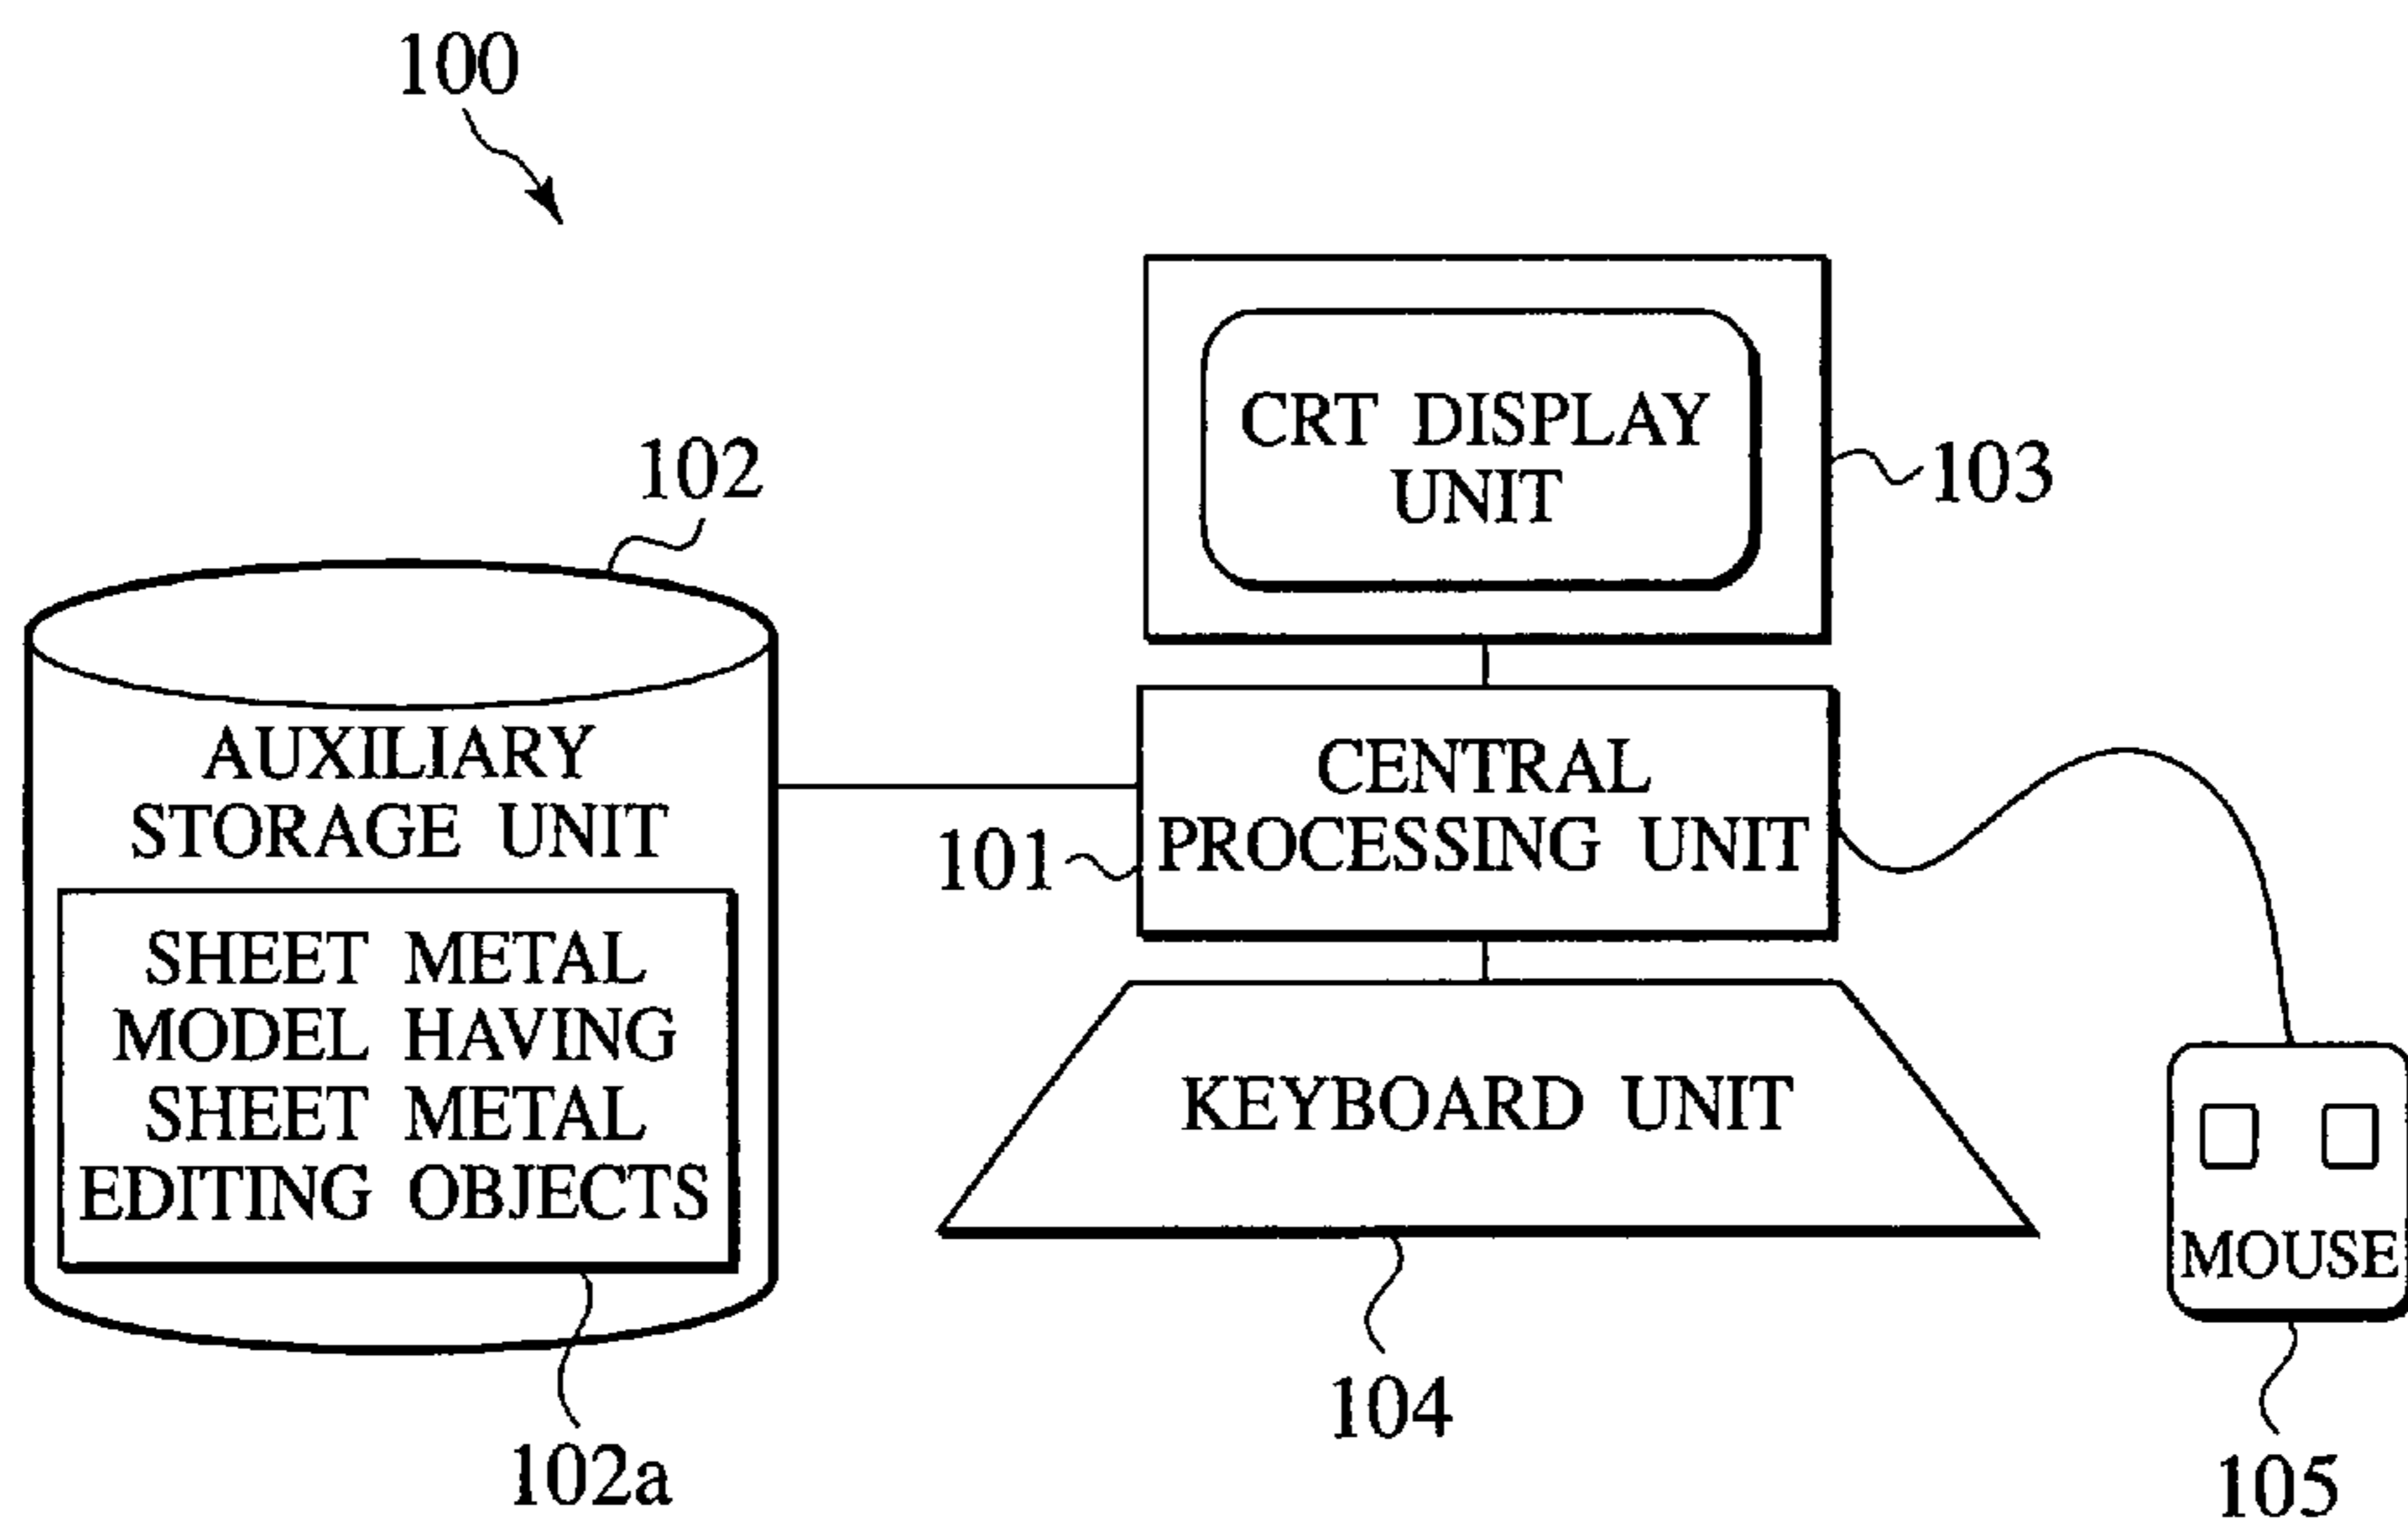 100
102
AUXILIARY
STORAGE UNIT
SHEET METAL
MODEL HAVING
SHEET METAL
EDITING OBJECTS
102a
CRT DISPLAY
UNIT
103
CENTRAL
PROCESSING UNIT
101
KEYBOARD UNIT
104
MOUSE
105